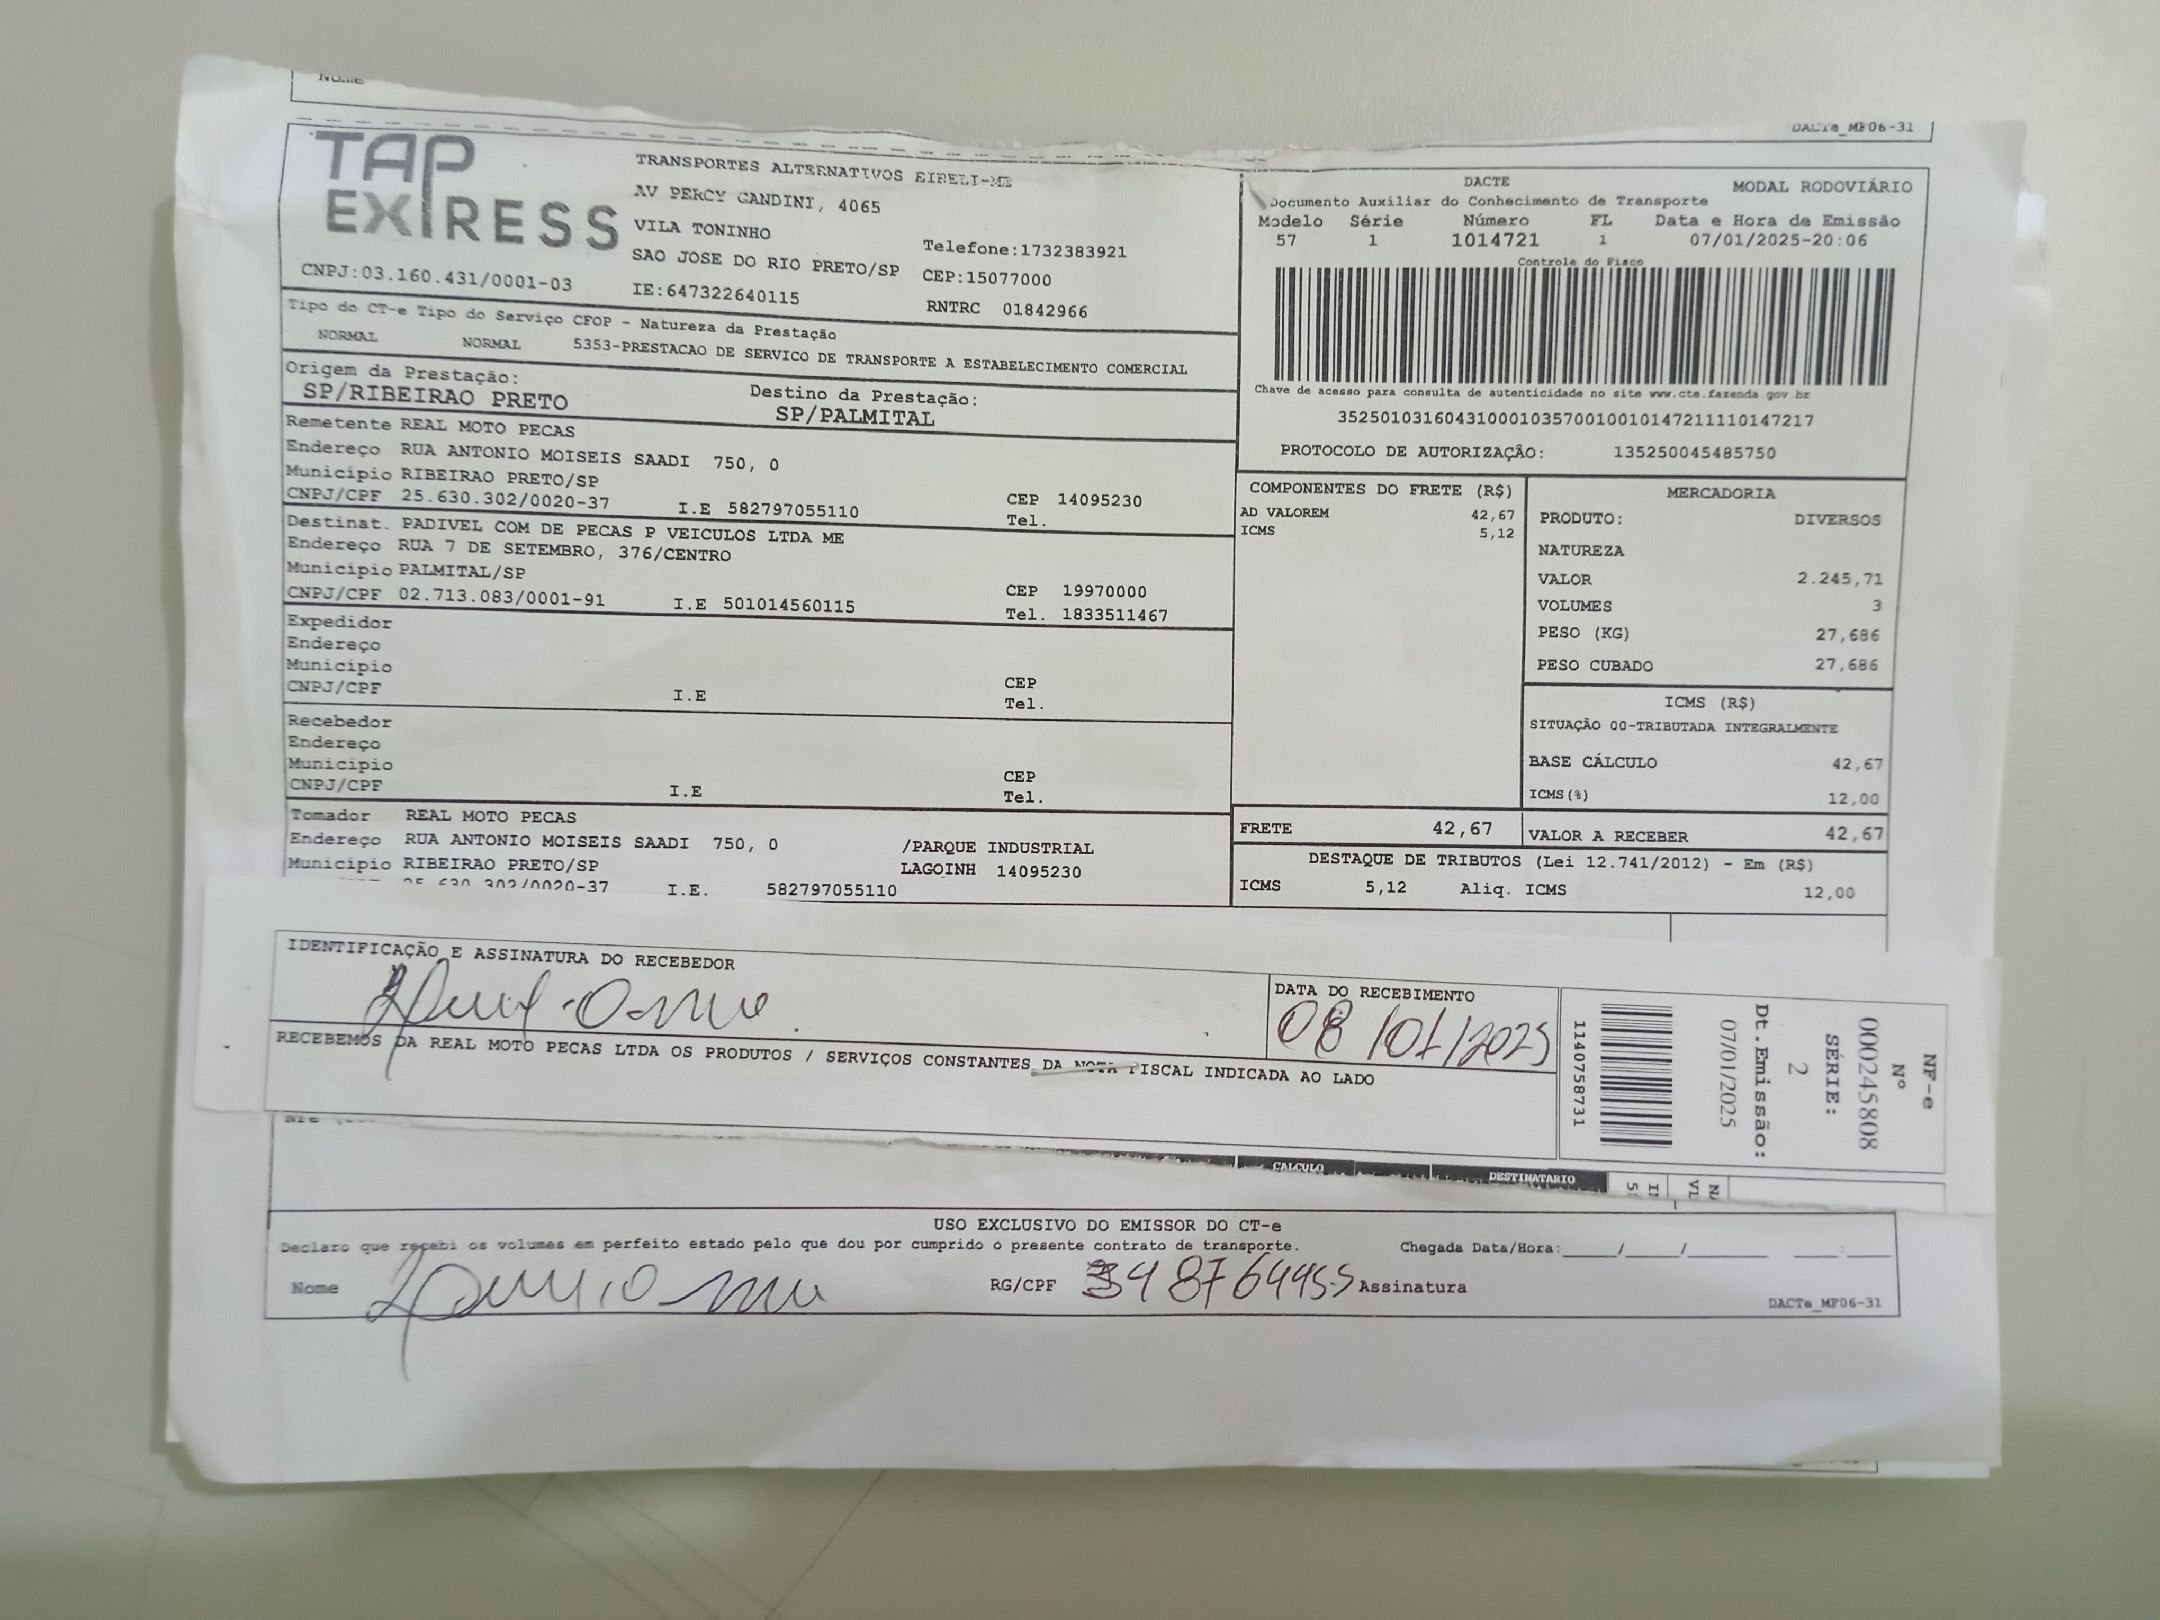 DACTe_MF06-31
TAP
EXPRESS
CNPJ:03.160.431/0001-03
TRANSPORTES ALTERNATIVOS EIRELI-ME
AV PERCY GANDINI, 4065
VILA TONINHO
SAO JOSE DO RIO PRETO/SP
IE:647322640115
Telefone:1732383921
CEP:15077000
RNTRC 01842966
DACTE
MODAL RODOVIÁRIO
Documento Auxiliar do Conhecimento de Transporte
Modelo Série Número FL Data e Hora de Emissão
57 1 1014721 1 07/01/2025-20:06
Controle do Fisco
Chave de acesso para consulta de autenticidade no site www.cte.fazenda.gov.br
35250103160431000103570010010147211110147217
PROTOCOLO DE AUTORIZAÇÃO: 135250045485750
Tipo do CT-e Tipo do Serviço CFOP - Natureza da Prestação
NORMAL NORMAL 5353-PRESTACAO DE SERVICO DE TRANSPORTE A ESTABELECIMENTO COMERCIAL
Origem da Prestação: Destino da Prestação:
SP/RIBEIRAO PRETO SP/PALMITAL
Remetente REAL MOTO PECAS
Endereço RUA ANTONIO MOISEIS SAADI 750, 0
Municipio RIBEIRAO PRETO/SP CEP 14095230
CNPJ/CPF 25.630.302/0020-37 I.E 582797055110 Tel.
Destinat. PADIVEL COM DE PECAS P VEICULOS LTDA ME
Endereço RUA 7 DE SETEMBRO, 376/CENTRO
Municipio PALMITAL/SP CEP 19970000
CNPJ/CPF 02.713.083/0001-91 I.E 501014560115 Tel. 1833511467
Expedidor
Endereço
Municipio CEP
CNPJ/CPF I.E Tel.
Recebedor
Endereço
Municipio CEP
CNPJ/CPF I.E Tel.
Tomador REAL MOTO PECAS
Endereço RUA ANTONIO MOISEIS SAADI 750, 0 /PARQUE INDUSTRIAL
Municipio RIBEIRAO PRETO/SP LAGOINH 14095230
25.630.302/0020-37 I.E. 582797055110
COMPONENTES DO FRETE (R$)
AD VALOREM 42,67
ICMS 5,12
MERCADORIA
PRODUTO: DIVERSOS
NATUREZA
VALOR 2.245,71
VOLUMES 3
PESO (KG) 27,686
PESO CUBADO 27,686
ICMS (R$)
SITUAÇÃO 00-TRIBUTADA INTEGRALMENTE
BASE CÁLCULO 42,67
ICMS(%) 12,00
FRETE 42,67 VALOR A RECEBER 42,67
DESTAQUE DE TRIBUTOS (Lei 12.741/2012) - Em (R$)
ICMS 5,12 Aliq. ICMS 12,00
IDENTIFICAÇÃO E ASSINATURA DO RECEBEDOR
DATA DO RECEBIMENTO
08/01/2025
RECEBEMOS DA REAL MOTO PECAS LTDA OS PRODUTOS / SERVIÇOS CONSTANTES DA NOTA FISCAL INDICADA AO LADO
NF-e
Nº
000245808
SÉRIE:
2
Dt.Emissão:
07/01/2025
1140758731
CALCULO
DESTINATARIO
USO EXCLUSIVO DO EMISSOR DO CT-e
Declaro que recebi os volumes em perfeito estado pelo que dou por cumprido o presente contrato de transporte. Chegada Data/Hora:____/____/________ ____:____
Nome RG/CPF Assinatura
DACTe_MF06-31